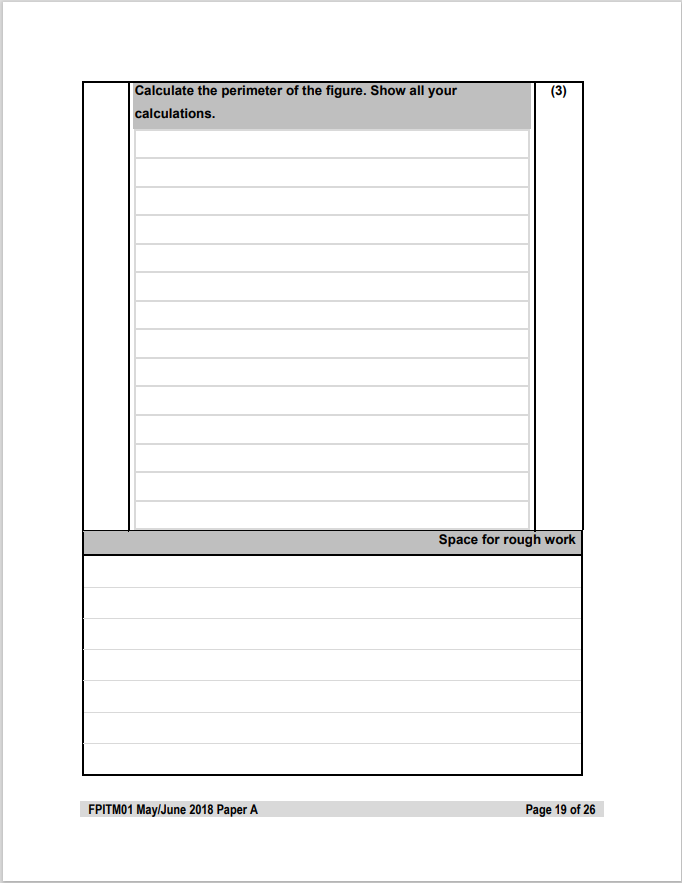 Calculate the perimeter of the figure. Show all your (3)
calculations.
Space for rough work
FPITM01 May/June 2018 Paper A Page 19 of 26